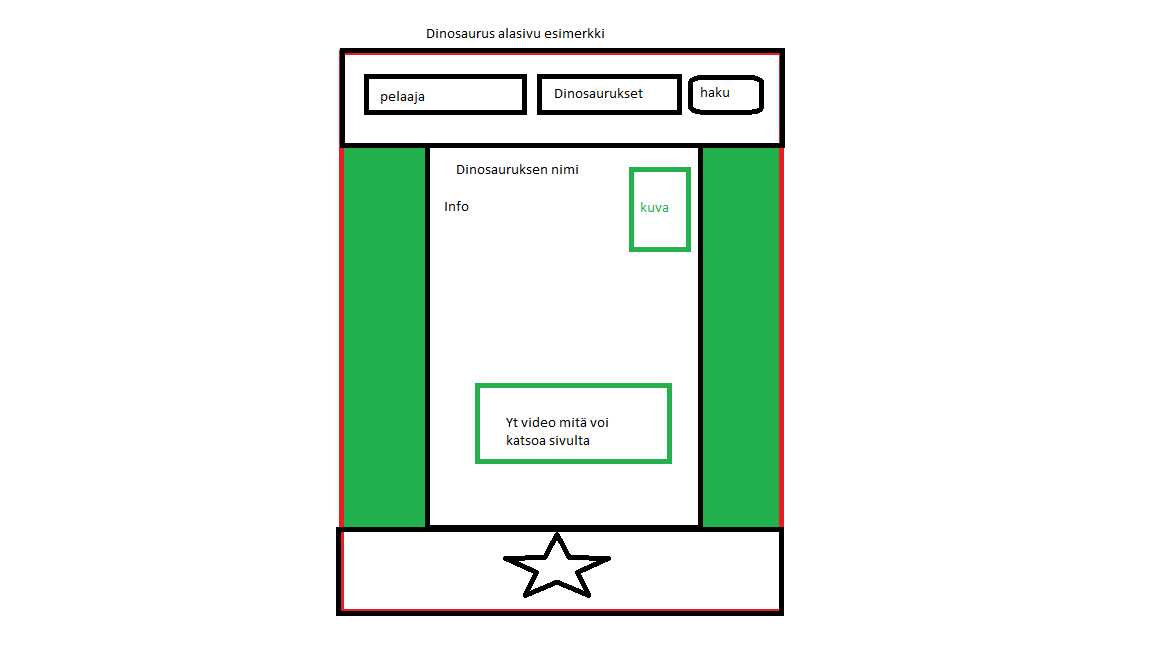 Dinosaurus alasivu esimerkki
pelaaja
Dinosaurukset
haku
Dinosauruksen nimi
Info
kuva
Yt video mitä voi
katsoa sivulta